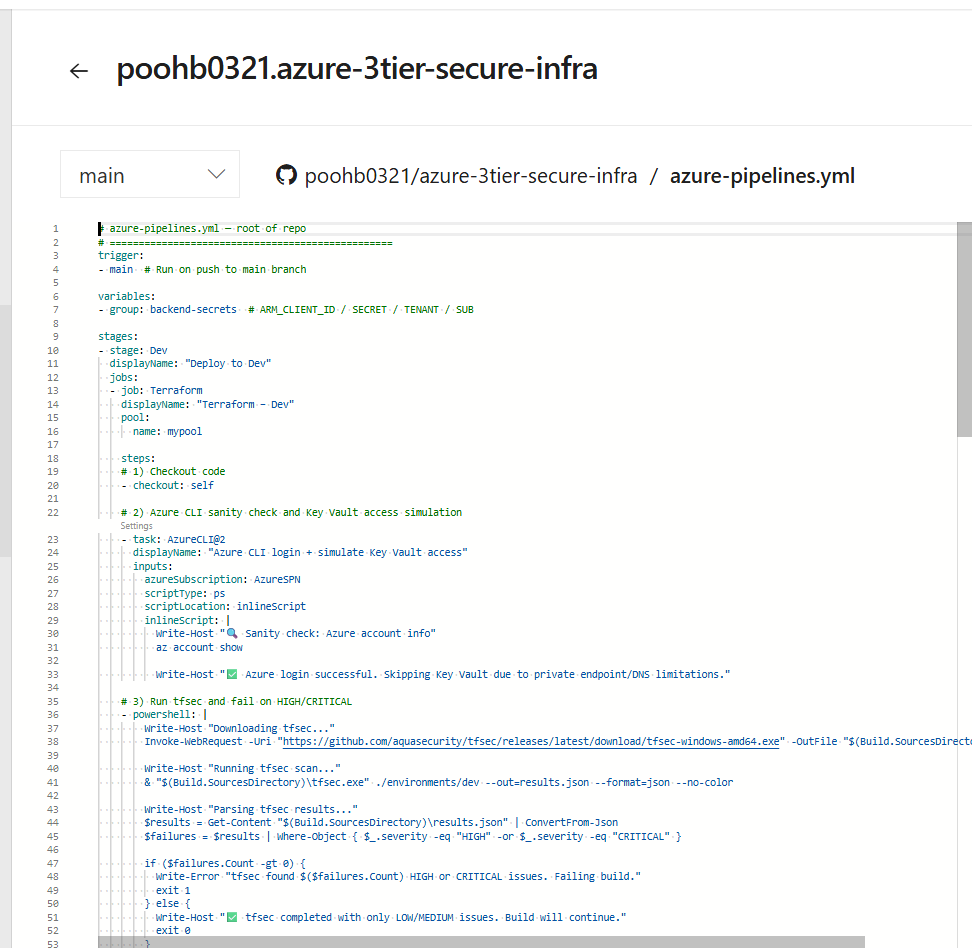 poohb0321.azure-3tier-secure-infra
main
poohb0321/azure-3tier-secure-infra / azure-pipelines.yml
1 # azure-pipelines.yml — root of repo
2 # =================================================
3 trigger:
4 - main # Run on push to main branch
5
6 variables:
7 - group: backend-secrets # ARM_CLIENT_ID / SECRET / TENANT / SUB
8
9 stages:
10 - stage: Dev
11 displayName: "Deploy to Dev"
12 jobs:
13 - job: Terraform
14 displayName: "Terraform – Dev"
15 pool:
16 name: mypool
17
18 steps:
19 # 1) Checkout code
20 - checkout: self
21
22 # 2) Azure CLI sanity check and Key Vault access simulation
Settings
23 - task: AzureCLI@2
24 displayName: "Azure CLI login + simulate Key Vault access"
25 inputs:
26 azureSubscription: AzureSPN
27 scriptType: ps
28 scriptLocation: inlineScript
29 inlineScript: |
30 Write-Host "🔍 Sanity check: Azure account info"
31 az account show
32
33 Write-Host "✅ Azure login successful. Skipping Key Vault due to private endpoint/DNS limitations."
34
35 # 3) Run tfsec and fail on HIGH/CRITICAL
36 - powershell: |
37 Write-Host "Downloading tfsec..."
38 Invoke-WebRequest -Uri "https://github.com/aquasecurity/tfsec/releases/latest/download/tfsec-windows-amd64.exe" -OutFile "$(Build.SourcesDirecto
39
40 Write-Host "Running tfsec scan..."
41 & "$(Build.SourcesDirectory)\tfsec.exe" ./environments/dev --out=results.json --format=json --no-color
42
43 Write-Host "Parsing tfsec results..."
44 $results = Get-Content "$(Build.SourcesDirectory)\results.json" | ConvertFrom-Json
45 $failures = $results | Where-Object { $_.severity -eq "HIGH" -or $_.severity -eq "CRITICAL" }
46
47 if ($failures.Count -gt 0) {
48 Write-Error "tfsec found $($failures.Count) HIGH or CRITICAL issues. Failing build."
49 exit 1
50 } else {
51 Write-Host "✅ tfsec completed with only LOW/MEDIUM issues. Build will continue."
52 exit 0
53 }